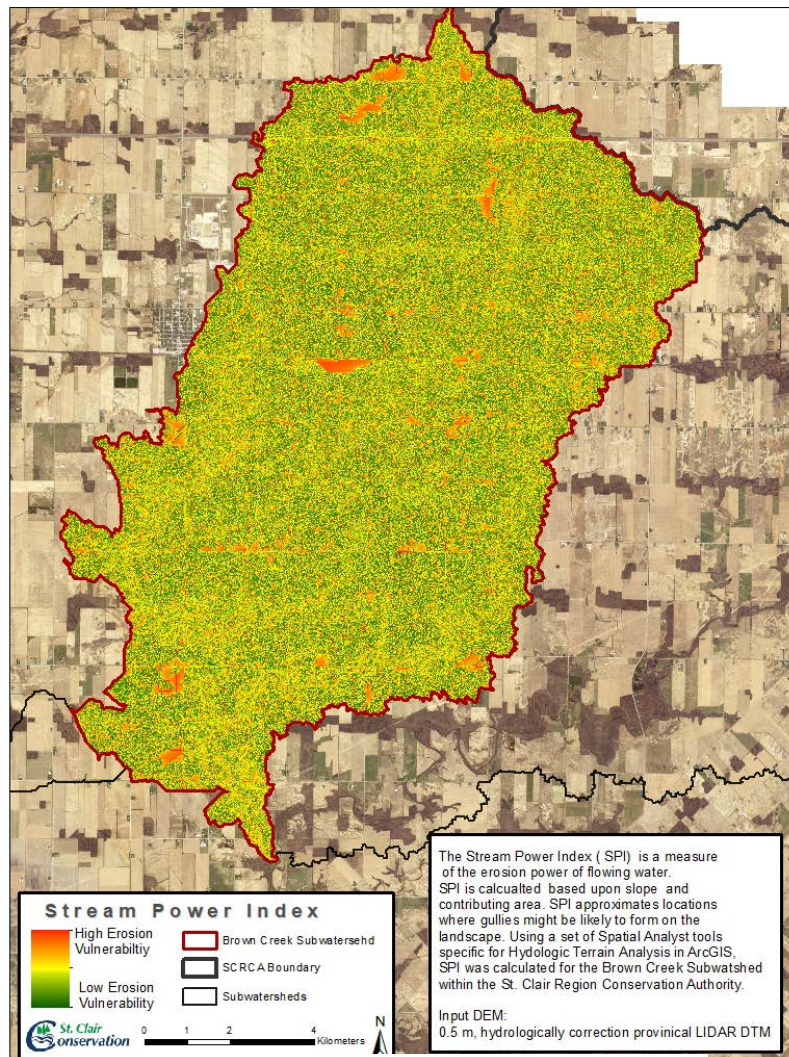 The Stream Power Index ( SPI)  is a measure
of the erosion power of flowing water.
SPI is calcualted  based upon slope  and
contributing area. SPI approximates locations
where gullies might be likely to form on the
landscape. Using a set of Spatial Analyst tools
specific for Hydologic Terrain Analysis in ArcGIS,
SPI was calculated for the Brown Creek Subwatshed
within the St. Clair Region Conservation Authority.
Input DEM:
0.5 m, hydrologically correction provinical LIDAR DTM
Stream Power Index
High Erosion
Vulnerabiltiy
Low Erosion
Vulnerability
Brown Creek Subwatersehd
SCRCA Boundary
Subwatersheds
St. Clair
Conservation
0 1 2 4
Kilometers
N